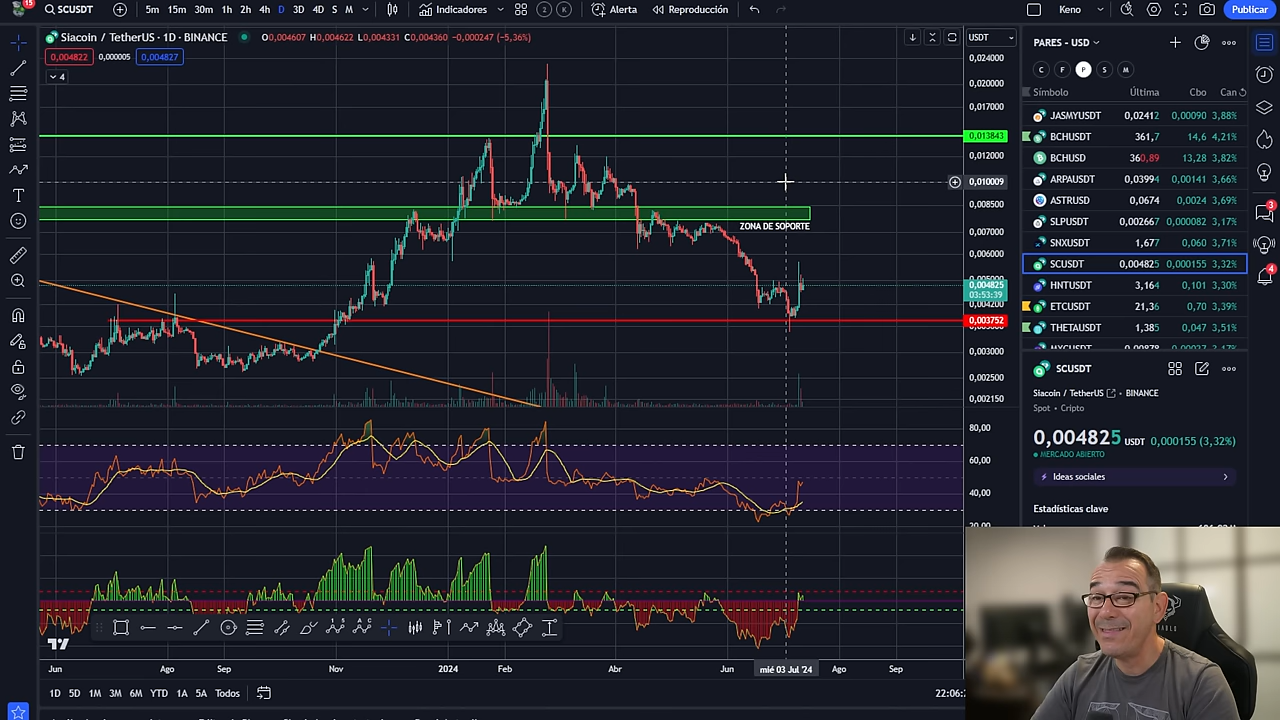 15
SCUSDT
5m 15m 30m 1h 2h 4h D 3D 4D S M
Indicadores
2 K
Alerta
Reproducción
Keno
Publicar
Siacoin / TetherUS · 1D · BINANCE
O0,004607 H0,004622 L0,004331 C0,004360 −0,000247 (−5,36%)
0,004822 0,000005 0,004827
4
USDT
0,024000
0,020000
0,017000
0,013843
0,012000
0,010009
0,008500
ZONA DE SOPORTE
0,007000
0,006000
0,004825
03:53:39
0,003752
0,003000
0,002500
0,002150
80,00
60,00
40,00
20,00
Jun Ago Sep Nov 2024 Feb Abr Jun mié 03 Jul '24 Ago Sep
1D 5D 1M 3M 6M YTD 1A 5A Todos
22:06:
PARES - USD
C F P S M
Símbolo Última Cbo Can
JASMYUSDT 0,02412 0,00090 3,88%
BCHUSDT 361,7 14,6 4,21%
BCHUSD 360,89 13,28 3,82%
ARPAUSDT 0,03994 0,00141 3,66%
ASTRUSD 0,0674 0,0024 3,69%
SLPUSDT 0,002667 0,000082 3,17%
SNXUSDT 1,677 0,060 3,71%
SCUSDT 0,004825 0,000155 3,32%
HNTUSDT 3,164 0,101 3,30%
ETCUSDT 21,36 0,70 3,39%
THETAUSDT 1,385 0,047 3,51%
3
4
SCUSDT
Siacoin / TetherUS · BINANCE
Spot · Cripto
0,004825 USDT 0,000155 (3,32%)
MERCADO ABIERTO
Ideas sociales
Estadísticas clave